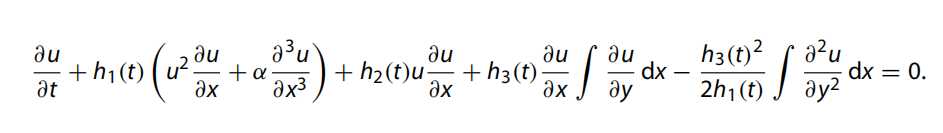 ∂u/∂t + h₁(t) (u² ∂u/∂x + α ∂³u/∂x³) + h₂(t)u ∂u/∂x + h₃(t) ∂u/∂x ∫ ∂u/∂y dx − h₃(t)²/2h₁(t) ∫ ∂²u/∂y² dx = 0.